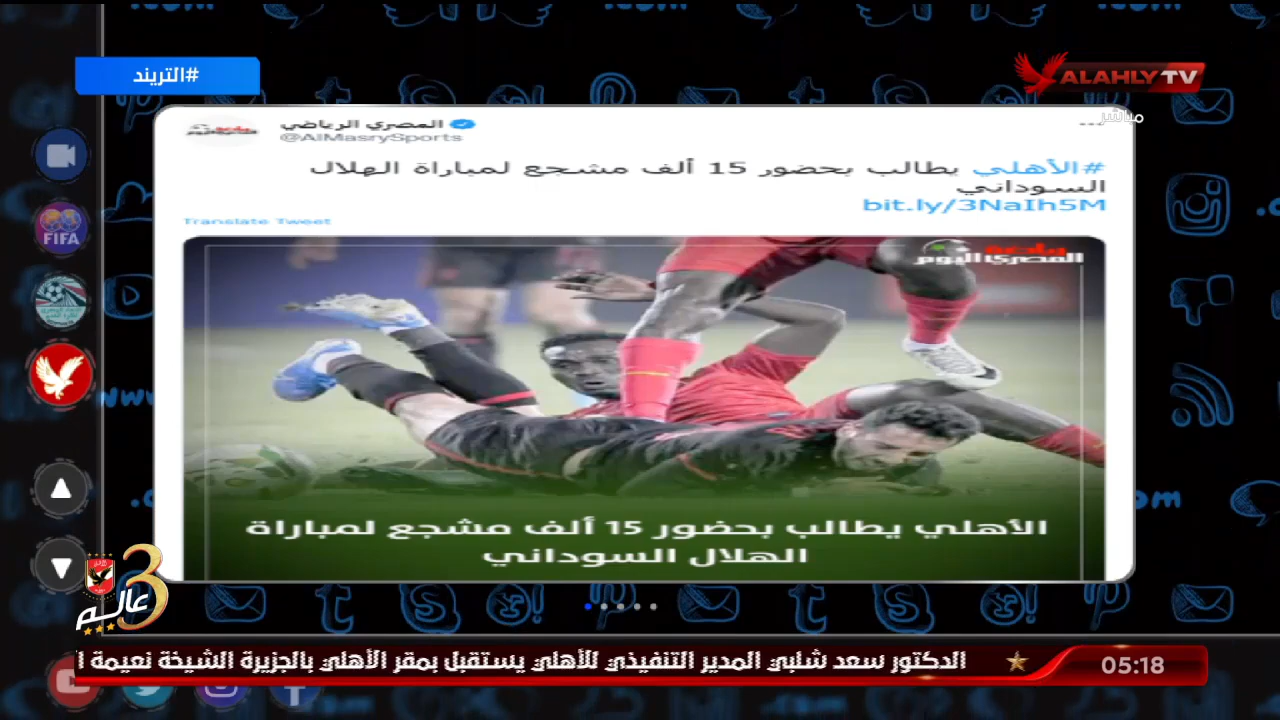 #التريند
ALAHLY TV
مباشر
المصري الرياضي
@AlMasrySports
#الأهلي يطالب بحضور 15 ألف مشجع لمباراة الهلال
السوداني
bit.ly/3NaIh5M
Translate Tweet
FIFA
المصري اليوم
الأهلي يطالب بحضور 15 ألف مشجع لمباراة
الهلال السوداني
3
عالم
الدكتور سعد شلبي المدير التنفيذي للأهلي يستقبل بمقر الأهلي بالجزيرة الشيخة نعيمة ا
05:18